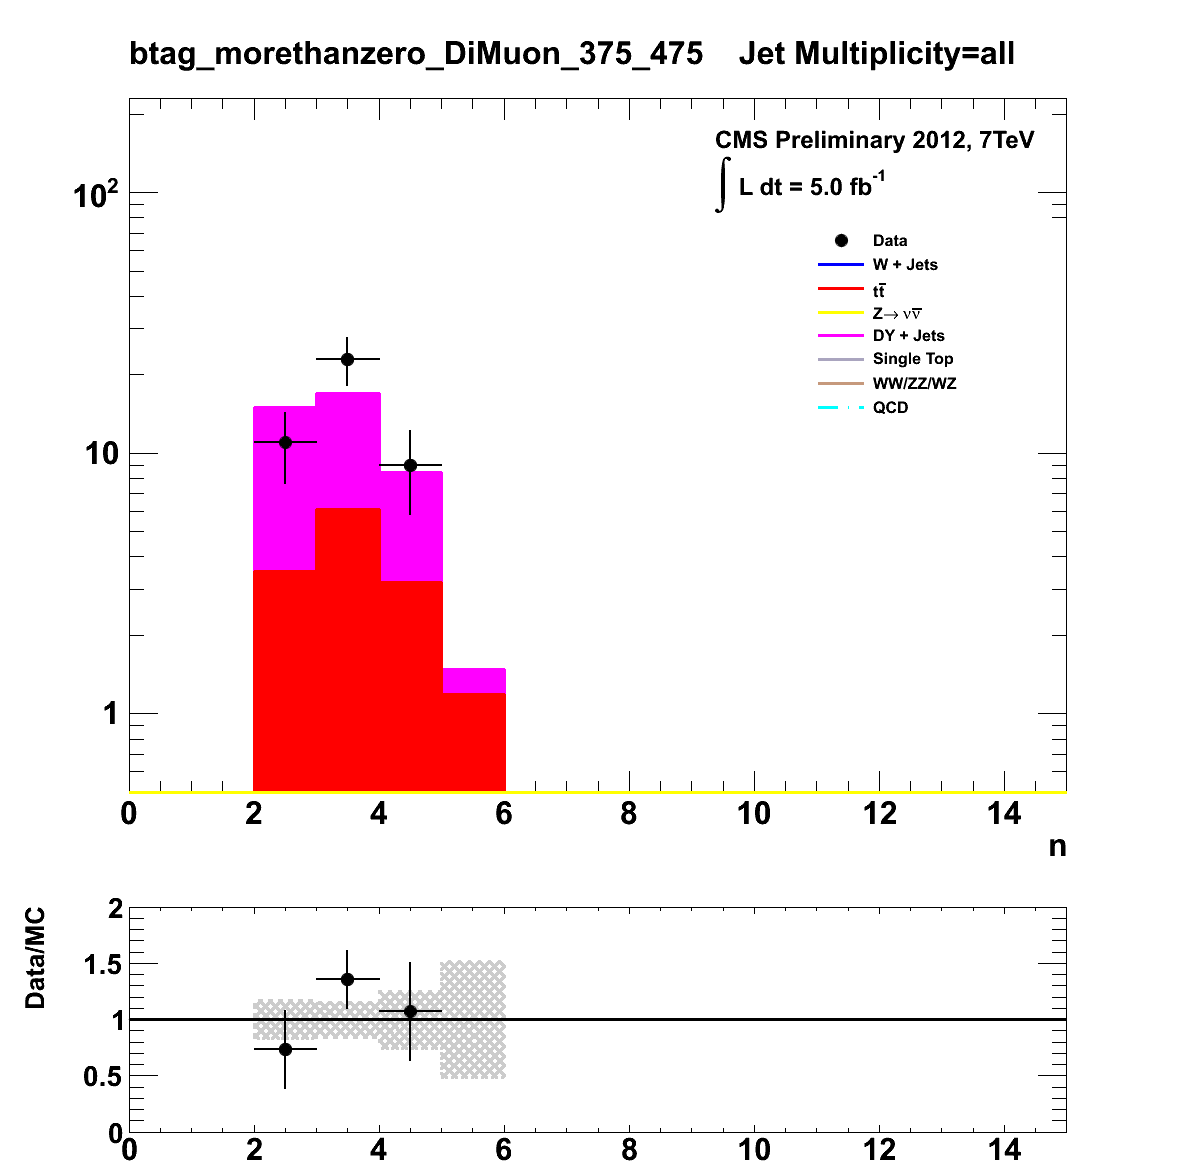 btag_morethanzero_DiMuon_375_475 Jet Multiplicity=all
CMS Preliminary 2012, 7TeV
∫ L dt = 5.0 fb⁻¹
Data
W + Jets
tt̅
Z→ νν̅
DY + Jets
Single Top
WW/ZZ/WZ
QCD
10²
10
1
0 2 4 6 8 10 12 14
n
Data/MC
2
1.5
1
0.5
0
0 2 4 6 8 10 12 14